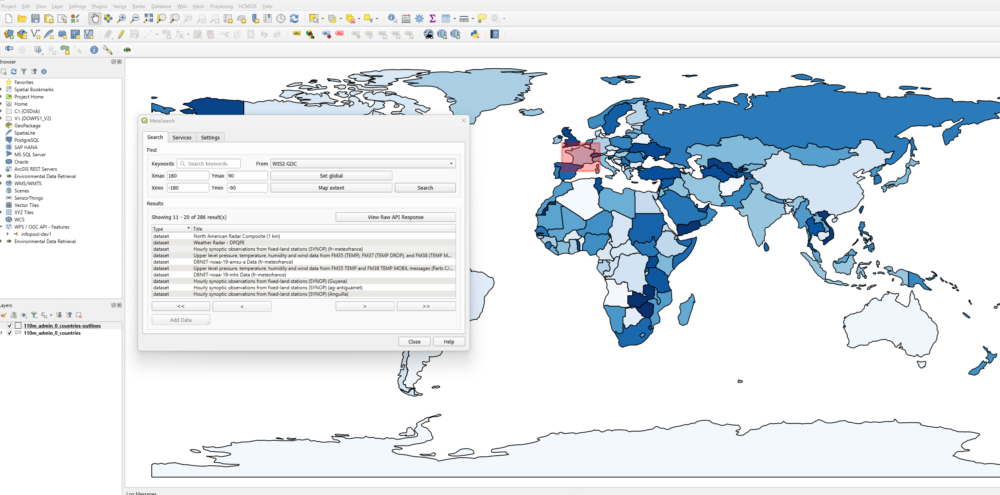 Project Edit View Layer Settings Plugins Vector Raster Database Web Mesh Processing HCMGIS Help
abc abc abc
EDR
Browser
Favorites
Spatial Bookmarks
Project Home
Home
C:\ (OSDisk)
V:\ (DOWFS1_V2)
GeoPackage
SpatiaLite
PostgreSQL
SAP HANA
MS SQL Server
Oracle
ArcGIS REST Servers
Environmental Data Retrieval
WMS/WMTS
Scenes
SensorThings
Vector Tiles
XYZ Tiles
WCS
WFS / OGC API - Features
infopool-dev1
Environmental Data Retrieval
Layers
110m_admin_0_countries-outlines
110m_admin_0_countries
MetaSearch
Search Services Settings
Find
Keywords Search keywords From WIS2 GDC
Xmax 180 Ymax 90 Set global
Xmin -180 Ymin -90 Map extent Search
Results
Showing 11 - 20 of 286 result(s) View Raw API Response
Type Title
dataset North American Radar Composite (1 km)
dataset Weather Radar - DPQPE
dataset Hourly synoptic observations from fixed-land stations (SYNOP) (fr-meteofrance)
dataset Upper level pressure, temperature, humidity and wind data from FM35 (TEMP), FM37 (TEMP DROP), and FM38 (TEMP M...
dataset DBNET-noaa-19-amsu-a Data (fr-meteofrance)
dataset Upper level pressure, temperature, humidity and wind data from FM35 TEMP and FM38 TEMP MOBIL messages (Parts C/...
dataset DBNET-noaa-19-mhs Data (fr-meteofrance)
dataset Hourly synoptic observations from fixed-land stations (SYNOP) (Guyana)
dataset Hourly synoptic observations from fixed-land stations (SYNOP) (ag-antiguamet)
dataset Hourly synoptic observations from fixed-land stations (SYNOP) (Anguilla)
<< < > >>
Add Data
Close Help
Log Messages